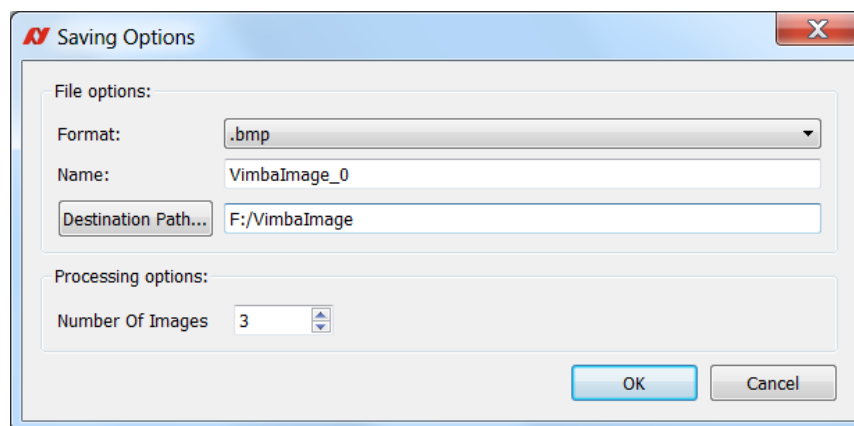 Saving Options
File options:
Format: .bmp
Name: VimbaImage_0
Destination Path... F:/VimbaImage
Processing options:
Number Of Images 3
OK Cancel